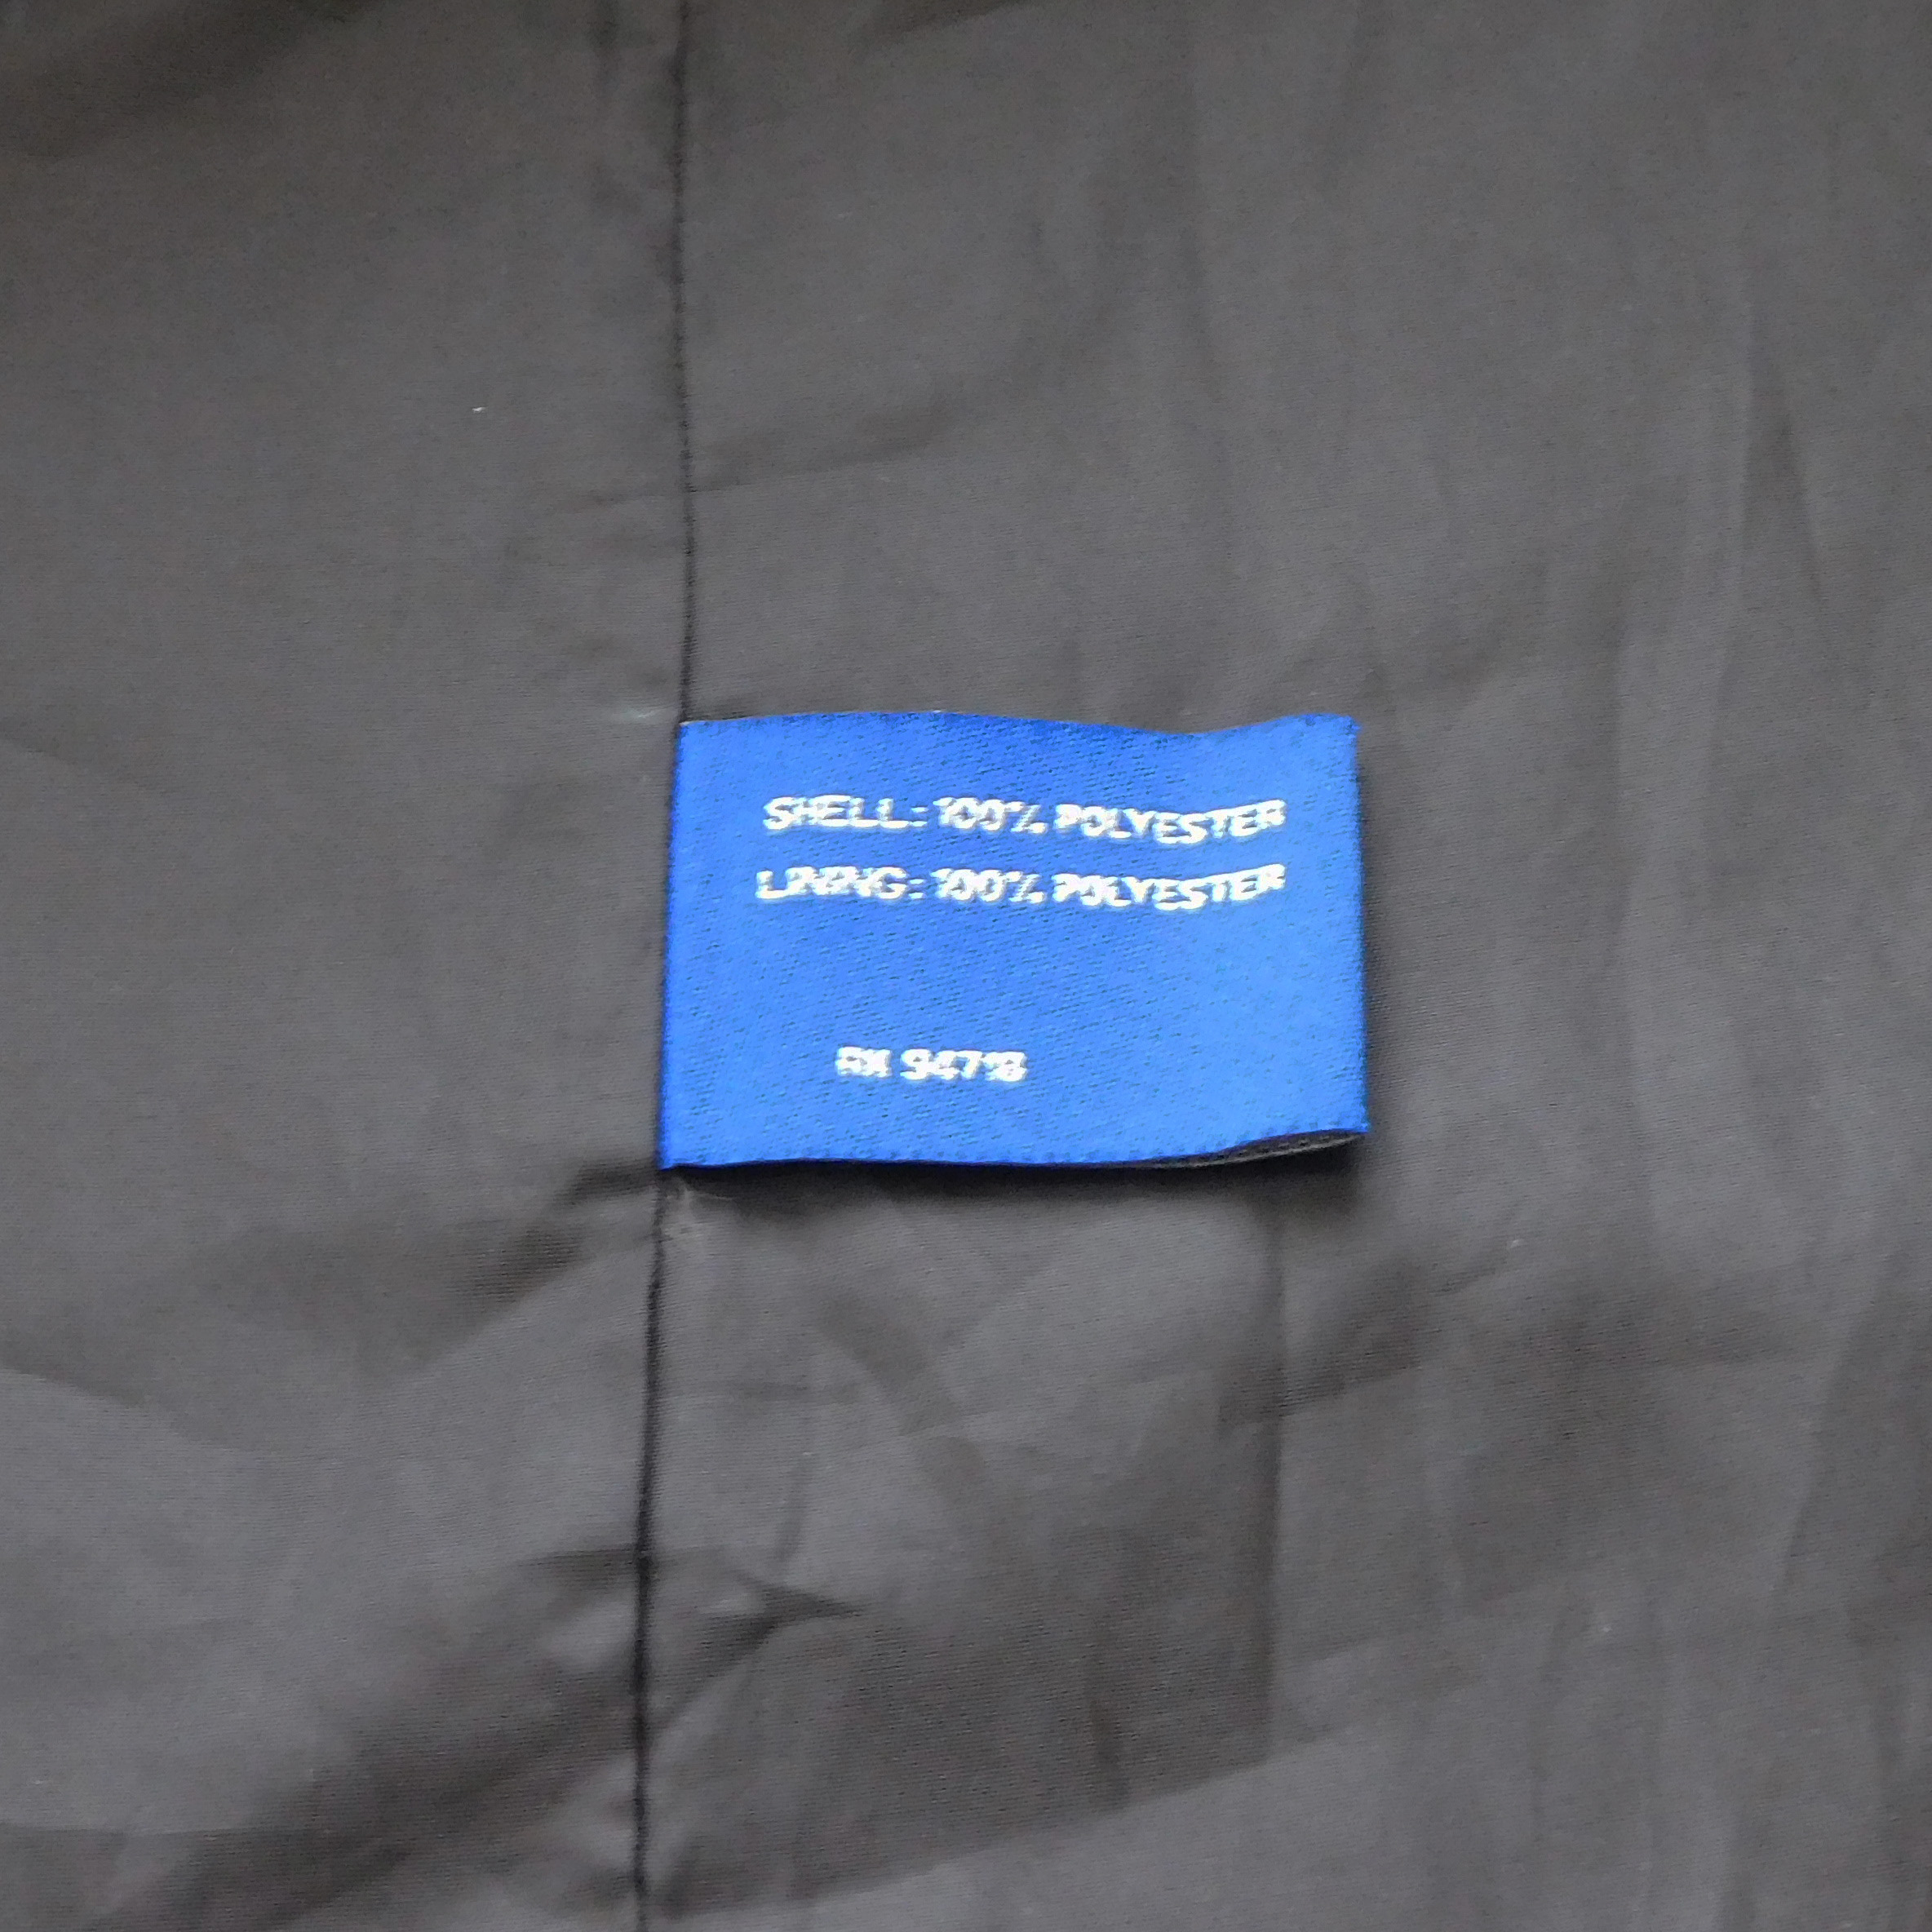 SHELL: 100% POLYESTER
LINING: 100% POLYESTER
RN 94718